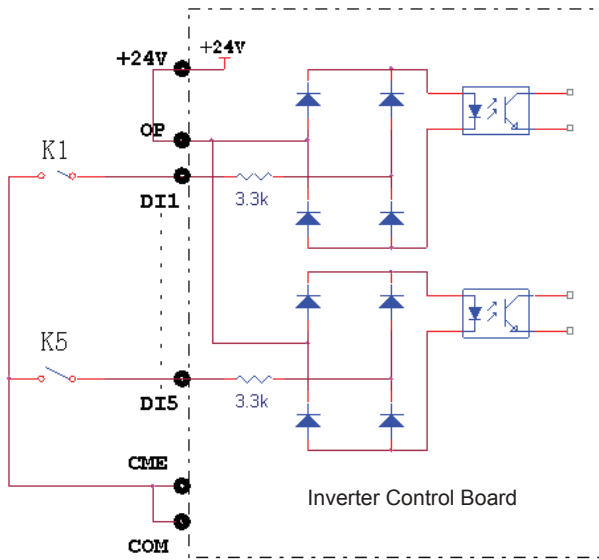 +24V
+24V
OP
K1
DI1
3.3k
K5
DI5
3.3k
CME
Inverter Control Board
COM